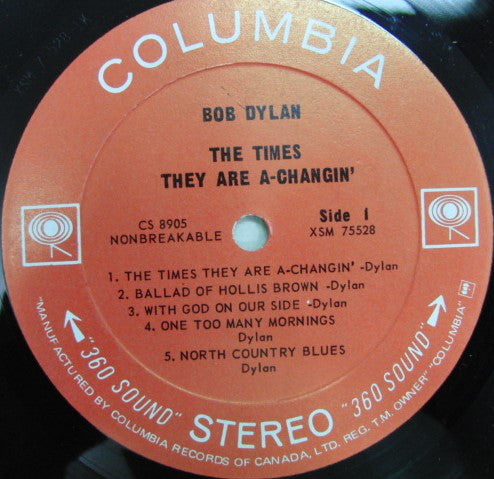 COLUMBIA
BOB DYLAN
THE TIMES
THEY ARE A-CHANGIN'
CS 8905
NONBREAKABLE
Side 1
XSM 75528
1. THE TIMES THEY ARE A-CHANGIN' -Dylan
2. BALLAD OF HOLLIS BROWN -Dylan
3. WITH GOD ON OUR SIDE -Dylan
4. ONE TOO MANY MORNINGS
Dylan
5. NORTH COUNTRY BLUES
Dylan
"360 SOUND" STEREO "360 SOUND"
"MANUFACTURED BY COLUMBIA RECORDS OF CANADA, LTD. REG. T.M. OWNER" "COLUMBIA"